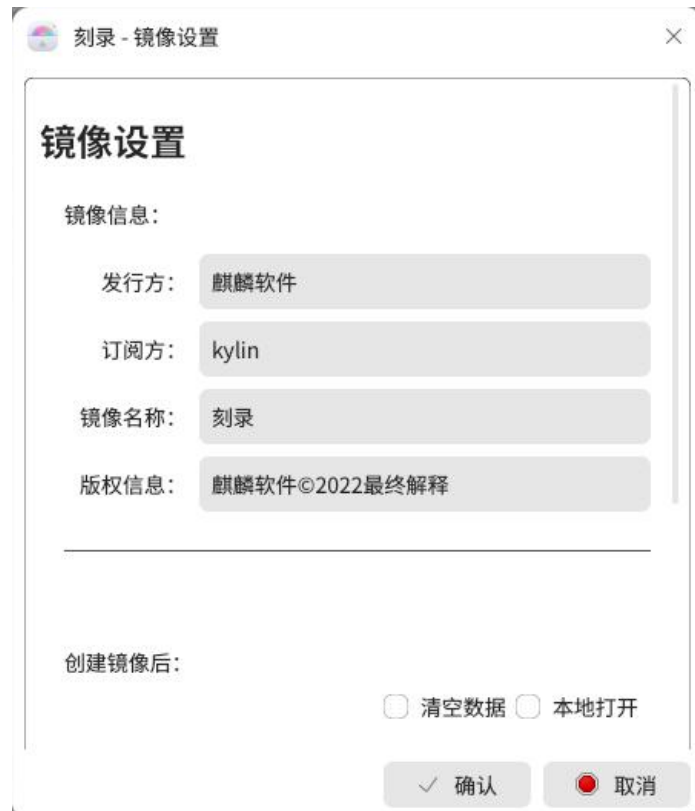 刻录 - 镜像设置
镜像设置
镜像信息：
发行方： 麒麟软件
订阅方： kylin
镜像名称： 刻录
版权信息： 麒麟软件©2022最终解释
创建镜像后：
清空数据 本地打开
确认 取消